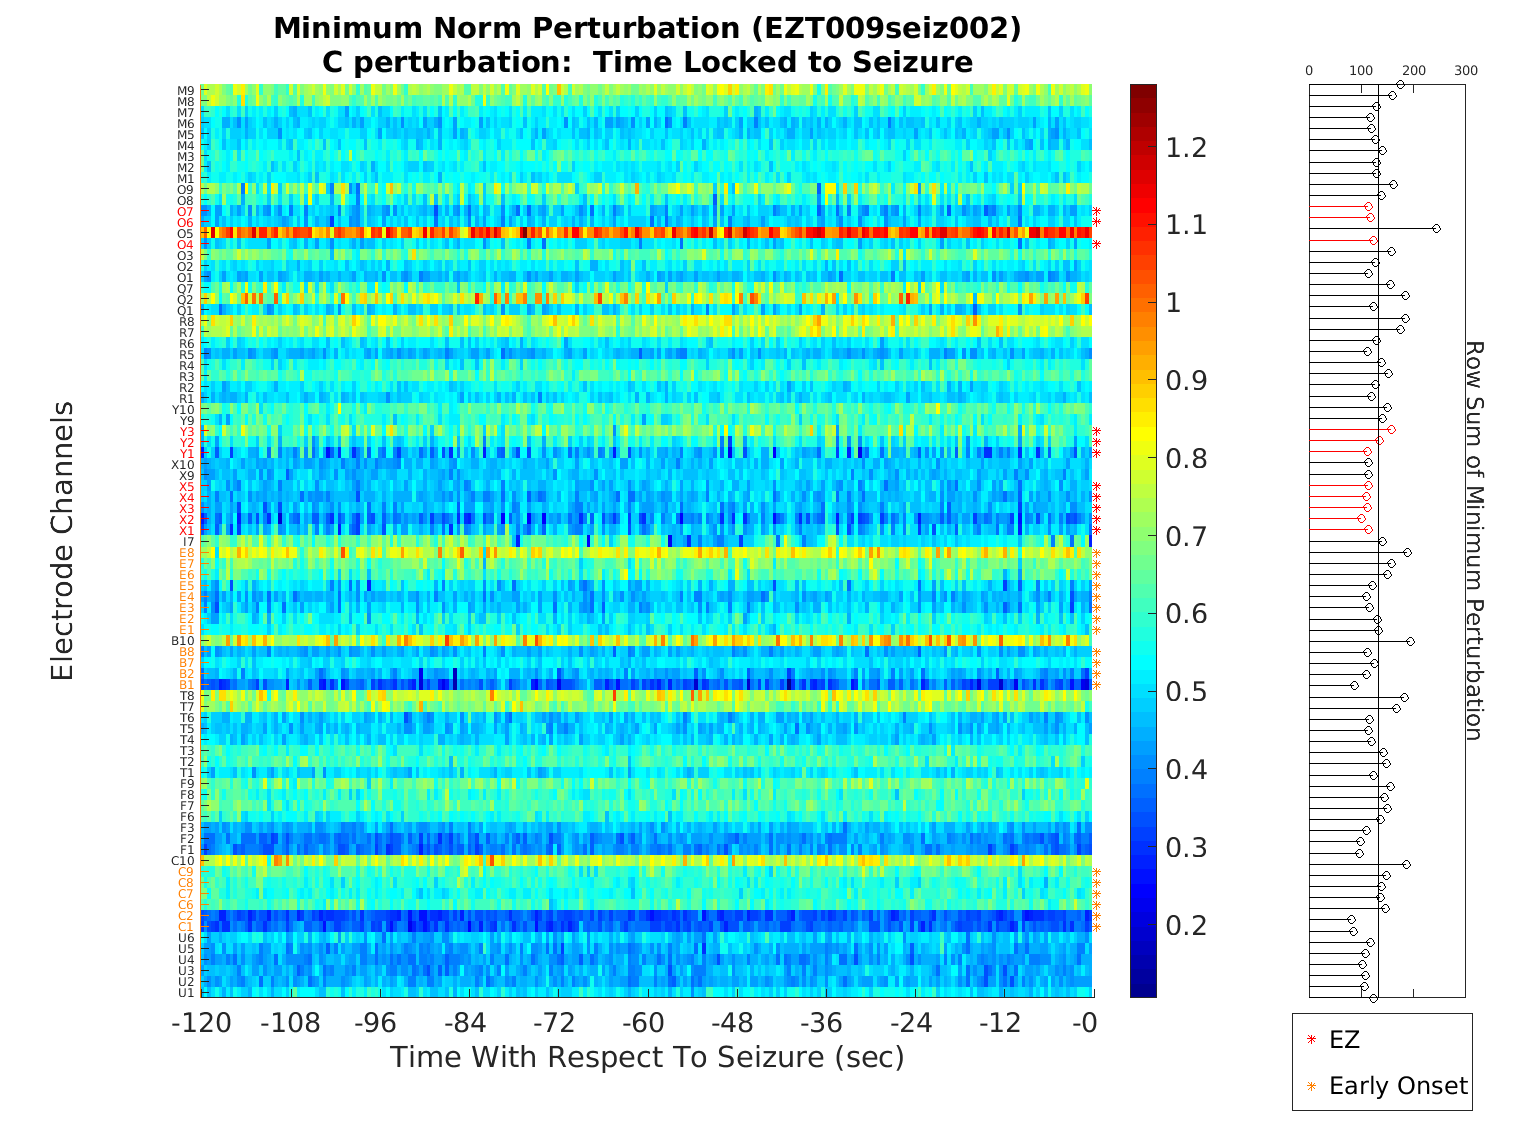 Minimum Norm Perturbation (EZT009seiz002)
C perturbation:  Time Locked to Seizure
0 100 200 300
M9
M8
M7
M6
M5
M4
M3
M2
M1
O9
O8
O7
O6
O5
O4
O3
O2
O1
Q7
Q2
Q1
R8
R7
R6
R5
R4
R3
R2
R1
Y10
Y9
Y3
Y2
Y1
X10
X9
X5
X4
X3
X2
X1
I7
E8
E7
E6
E5
E4
E3
E2
E1
B10
B8
B7
B2
B1
T8
T7
T6
T5
T4
T3
T2
T1
F9
F8
F7
F6
F3
F2
F1
C10
C9
C8
C7
C6
C2
C1
U6
U5
U4
U3
U2
U1
Electrode Channels
1.2
1.1
1
0.9
0.8
0.7
0.6
0.5
0.4
0.3
0.2
Row Sum of Minimum Perturbation
-120 -108 -96 -84 -72 -60 -48 -36 -24 -12 -0
Time With Respect To Seizure (sec)
EZ
Early Onset